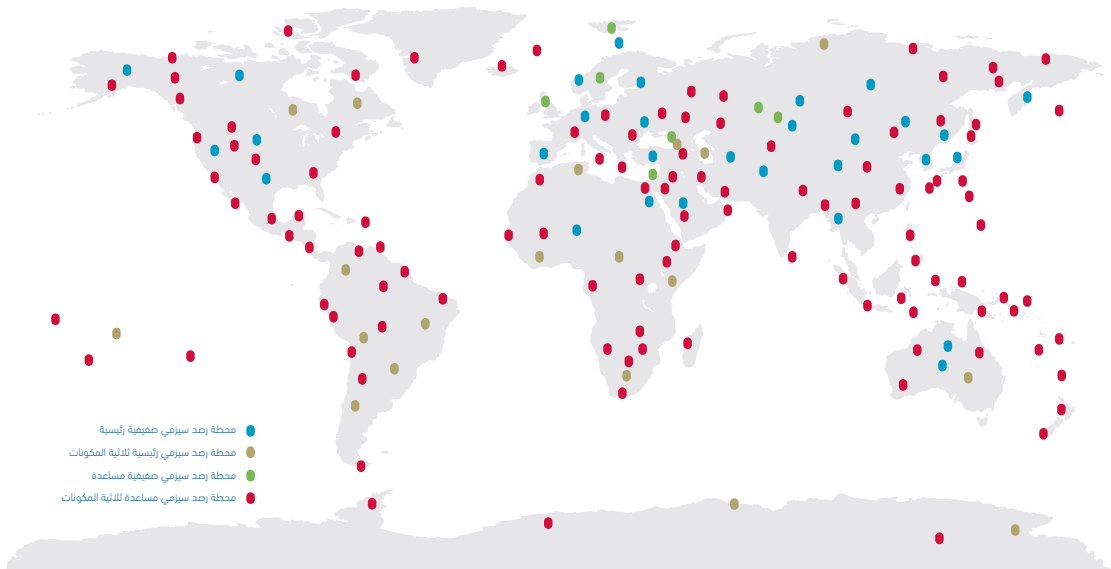 محطة رصد سيزمي صفيفية رئيسية
محطة رصد سيزمي رئيسية ثلاثية المكونات
محطة رصد سيزمي صفيفية مساعدة
محطة رصد سيزمي مساعدة ثلاثية المكونات